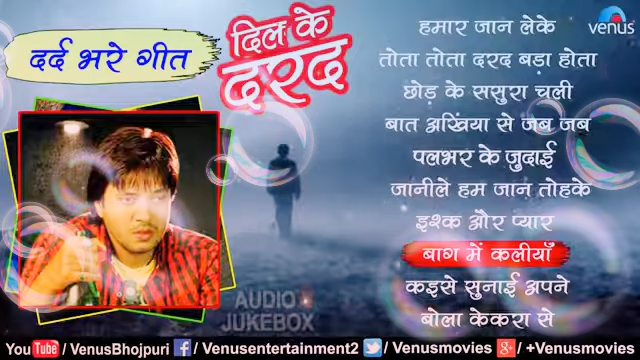 दर्द भरे गीत
दिल के
दरद
venus
हमार जान लेके
तोता तोता दरद बड़ा होता
छोड़ के ससुरा चली
बात अखिंया से जब जब
पलभर के जुदाई
जानीले हम जान तोहके
इश्क और प्यार
बाग में कलीयाँ
कइसे सुनाई अपने
बोला केकरा से
AUDIO
JUKEBOX
YouTube / VenusBhojpuri f / Venusentertainment2 / Venusmovies g+ / +Venusmovies